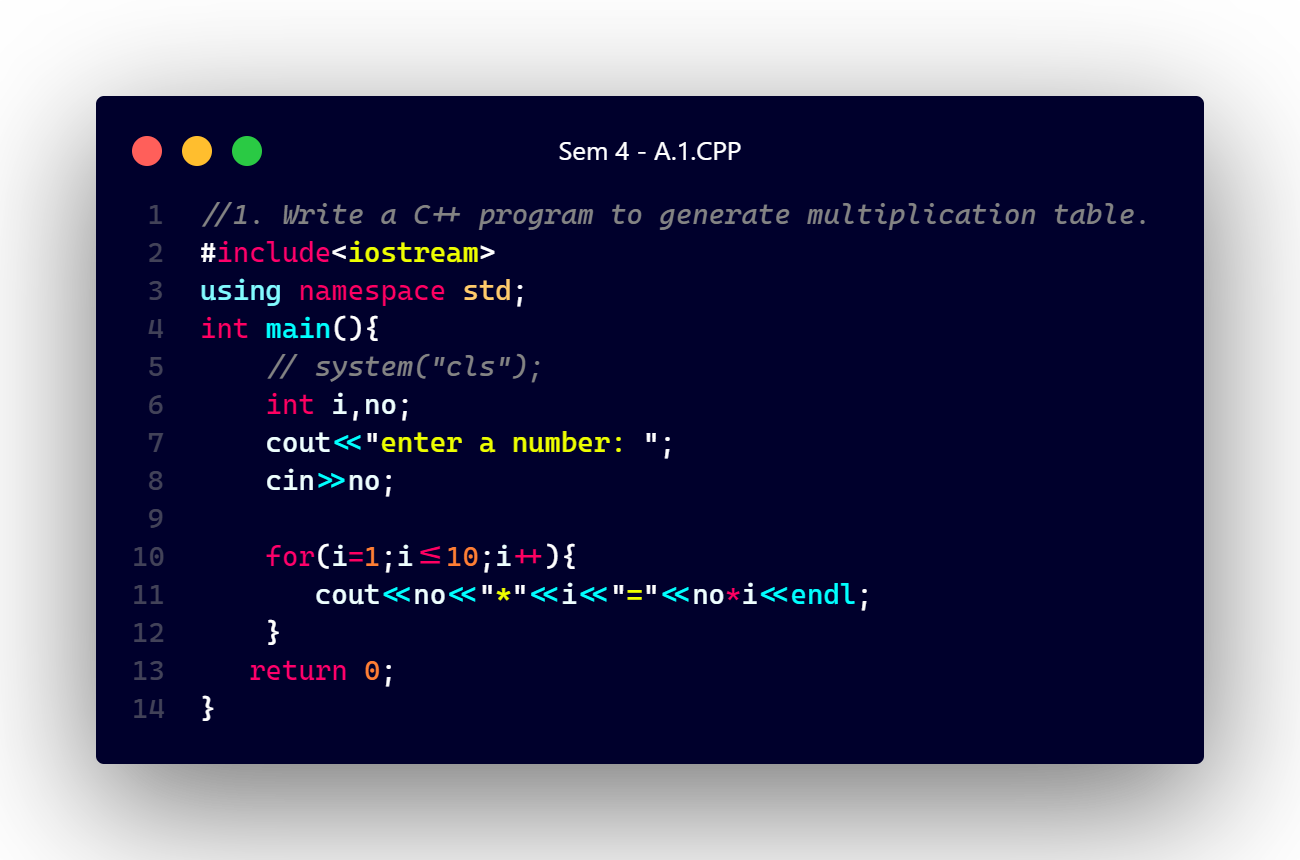 Sem 4 - A.1.CPP
1 //1. Write a C++ program to generate multiplication table.
2 #include<iostream>
3 using namespace std;
4 int main(){
5     // system("cls");
6     int i,no;
7     cout<<"enter a number: ";
8     cin>>no;
9
10     for(i=1;i<=10;i++){
11        cout<<no<<"*"<<i<<"="<<no*i<<endl;
12     }
13    return 0;
14 }